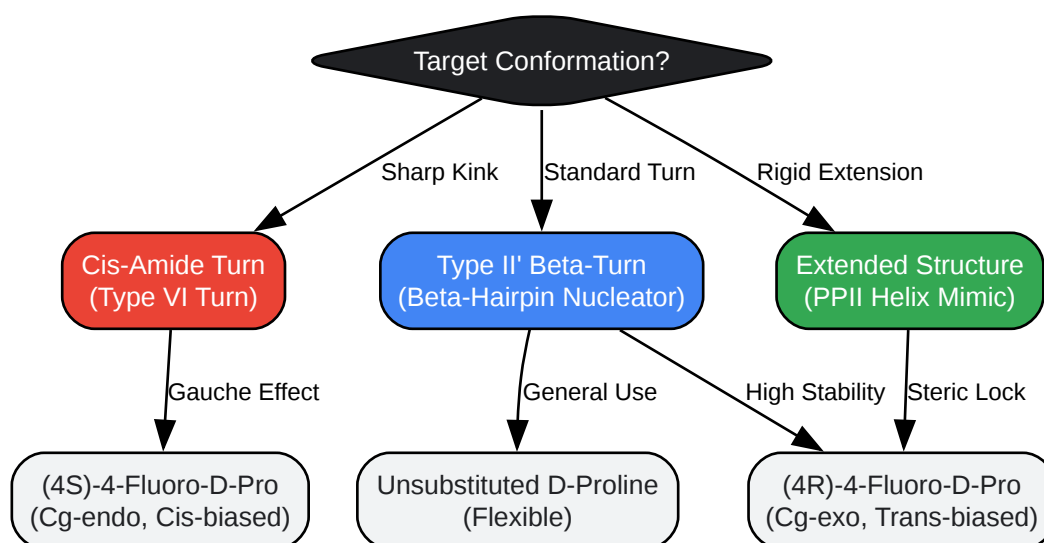 Target Conformation?
Sharp Kink
Standard Turn
Rigid Extension
Cis-Amide Turn
(Type VI Turn)
Type II' Beta-Turn
(Beta-Hairpin Nucleator)
Extended Structure
(PPII Helix Mimic)
Gauche Effect
General Use
High Stability
Steric Lock
(4S)-4-Fluoro-D-Pro
(Cg-endo, Cis-biased)
Unsubstituted D-Proline
(Flexible)
(4R)-4-Fluoro-D-Pro
(Cg-exo, Trans-biased)